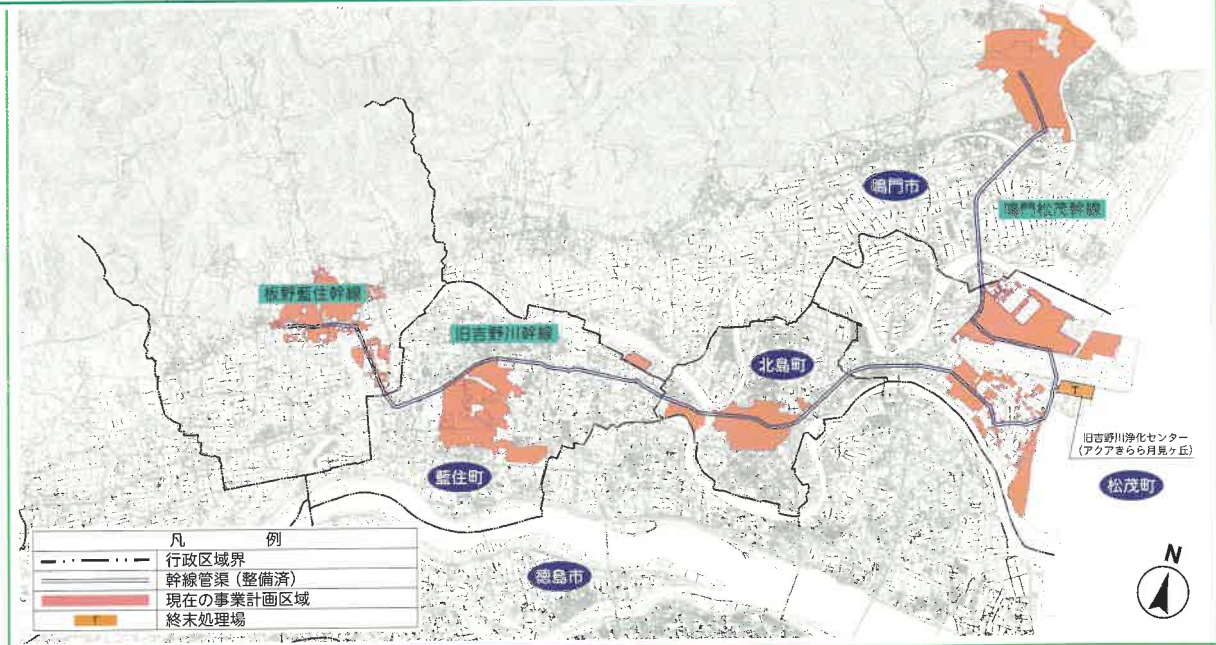 鳴門市
鳴門松茂幹線
板野藍住幹線
旧吉野川幹線
北島町
旧吉野川浄化センター
(アクアきらら月見ヶ丘)
藍住町
松茂町
徳島市
凡 例
行政区域界
幹線管渠(整備済)
現在の事業計画区域
T 終末処理場
T
N